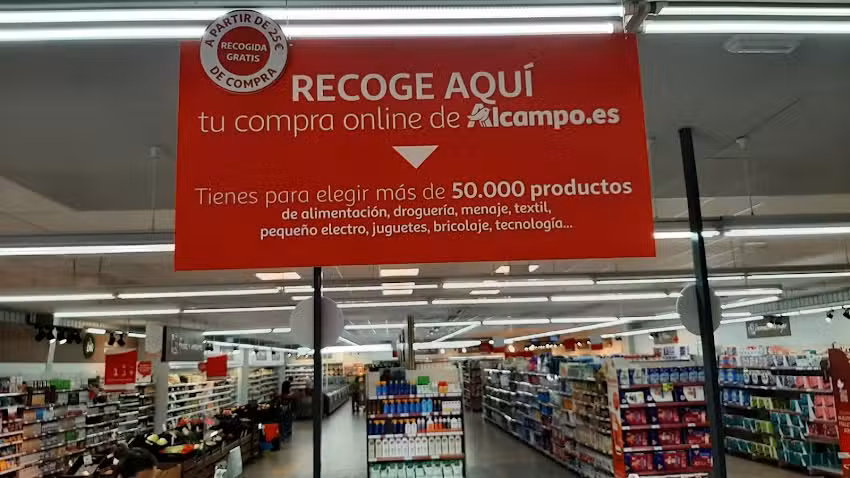 A PARTIR DE 25€
RECOGIDA
GRATIS
DE COMPRA
RECOGE AQUÍ
tu compra online de Alcampo.es
Tienes para elegir más de 50.000 productos
de alimentación, droguería, menaje, textil,
pequeño electro, juguetes, bricolaje, tecnología...